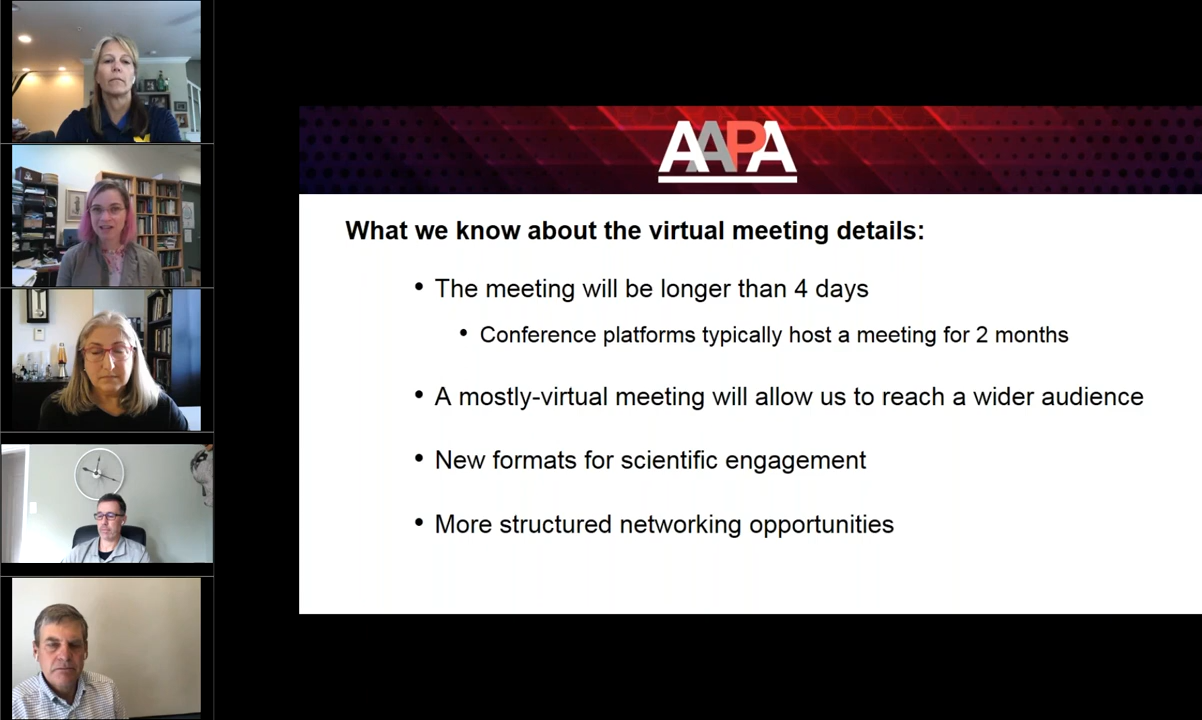 AAPA
What we know about the virtual meeting details:
• The meeting will be longer than 4 days
• Conference platforms typically host a meeting for 2 months
• A mostly-virtual meeting will allow us to reach a wider audience
• New formats for scientific engagement
• More structured networking opportunities